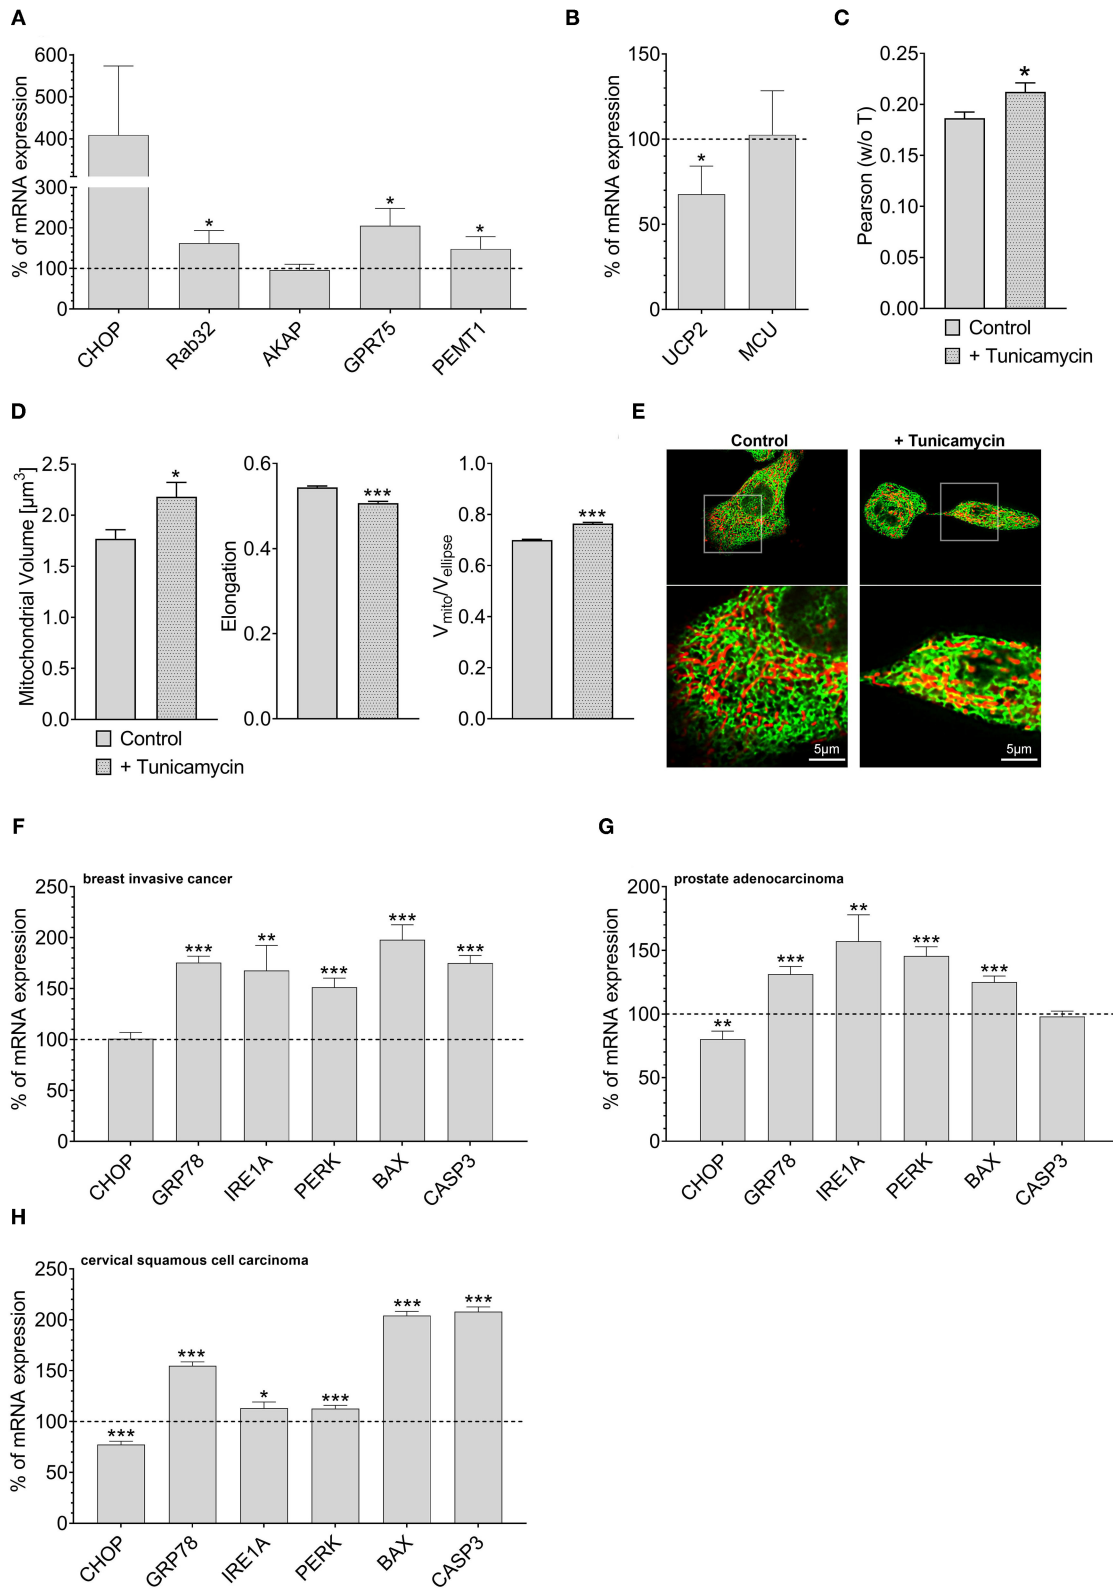 A
% of mRNA expression
600
500
400
300
200
100
0
*
*
*
CHOP
Rab32
AKAP
GPR75
PEMT1
B
% of mRNA expression
150
100
50
0
*
UCP2
MCU
C
Pearson (w/o T)
0.25
0.20
0.15
0.10
0.05
0.00
*
Control
+ Tunicamycin
D
Mitochondrial Volume [µm³]
2.5
2.0
1.5
1.0
0.5
0.0
*
Elongation
0.6
0.4
0.2
0.0
***
Vmito/Vellipse
1.0
0.8
0.6
0.4
0.2
0.0
***
Control
+ Tunicamycin
E
Control
+ Tunicamycin
5µm
5µm
F
breast invasive cancer
% of mRNA expression
250
200
150
100
50
0
***
**
***
***
***
CHOP
GRP78
IRE1A
PERK
BAX
CASP3
G
prostate adenocarcinoma
% of mRNA expression
200
150
100
50
0
**
***
**
***
***
CHOP
GRP78
IRE1A
PERK
BAX
CASP3
H
cervical squamous cell carcinoma
% of mRNA expression
250
200
150
100
50
0
***
***
*
***
***
***
CHOP
GRP78
IRE1A
PERK
BAX
CASP3